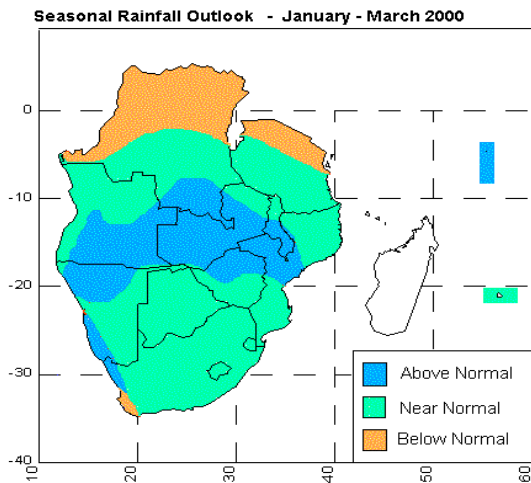 Seasonal Rainfall Outlook - January - March 2000
0
-10
-20
-30
-40
10
20
30
40
50
60
Above Normal
Near Normal
Below Normal